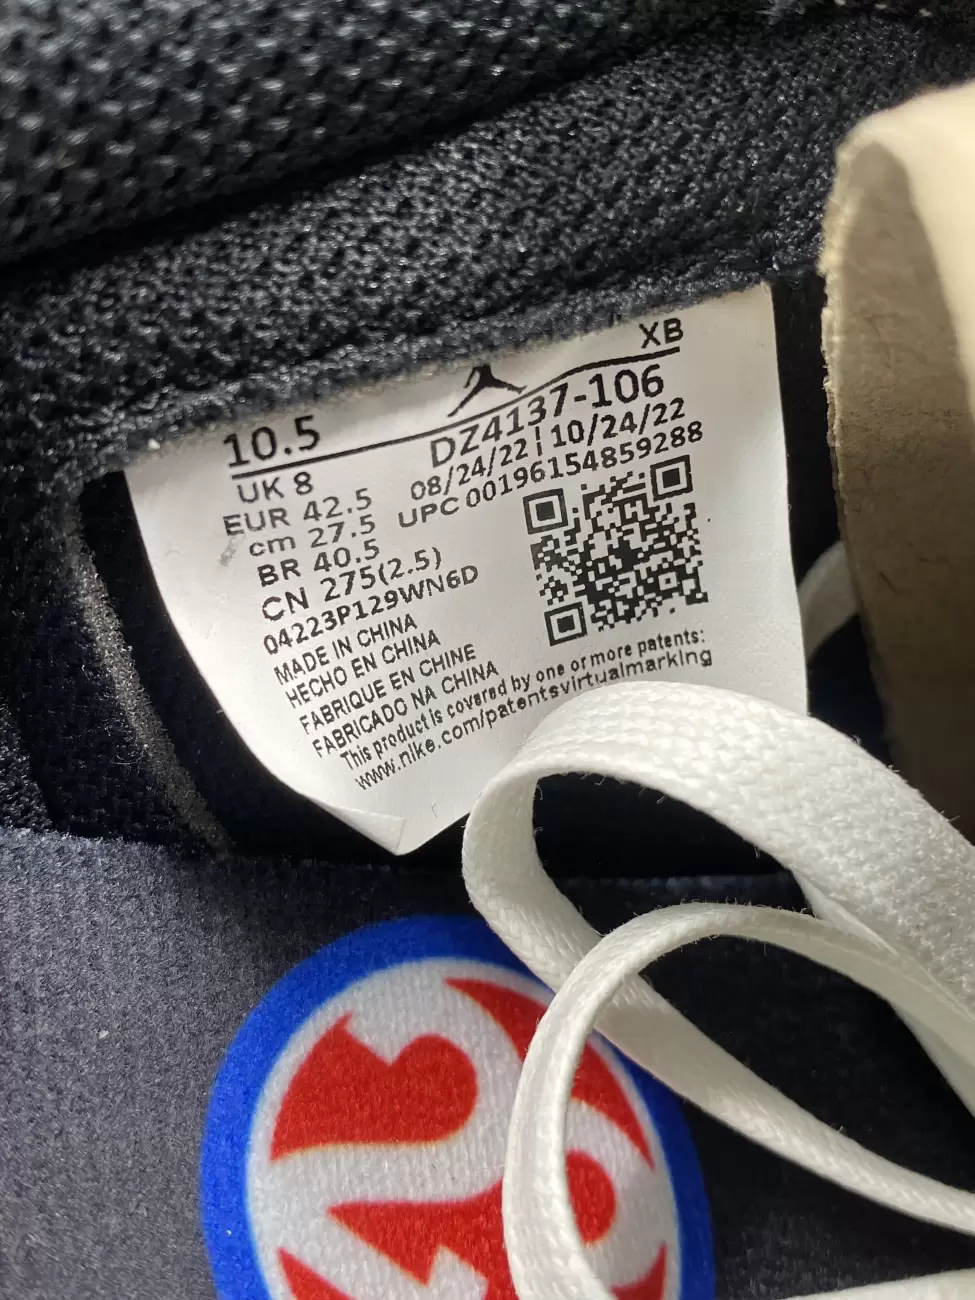 10.5 XB
UK 8 DZ4137-106
EUR 42.5 08/24/22 10/24/22
cm 27.5 UPC 00196154859288
BR 40.5
CN 275(2.5)
04223P129WN6D
MADE IN CHINA
HECHO EN CHINA
FABRIQUE EN CHINE
FABRICADO NA CHINA
This product is covered by one or more patents:
www.nike.com/patentsvirtualmarking